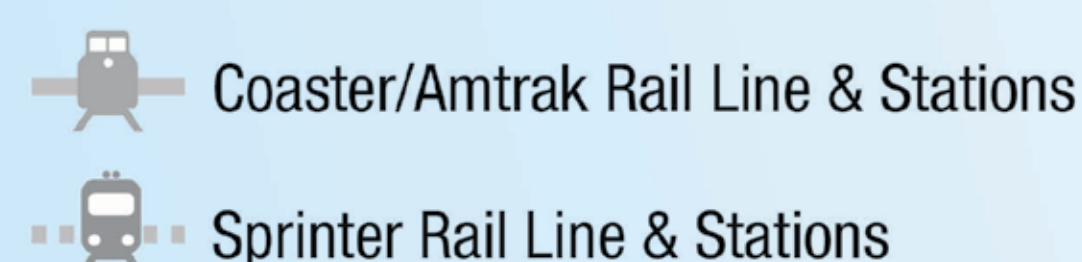 Coaster/Amtrak Rail Line & Stations
Sprinter Rail Line & Stations